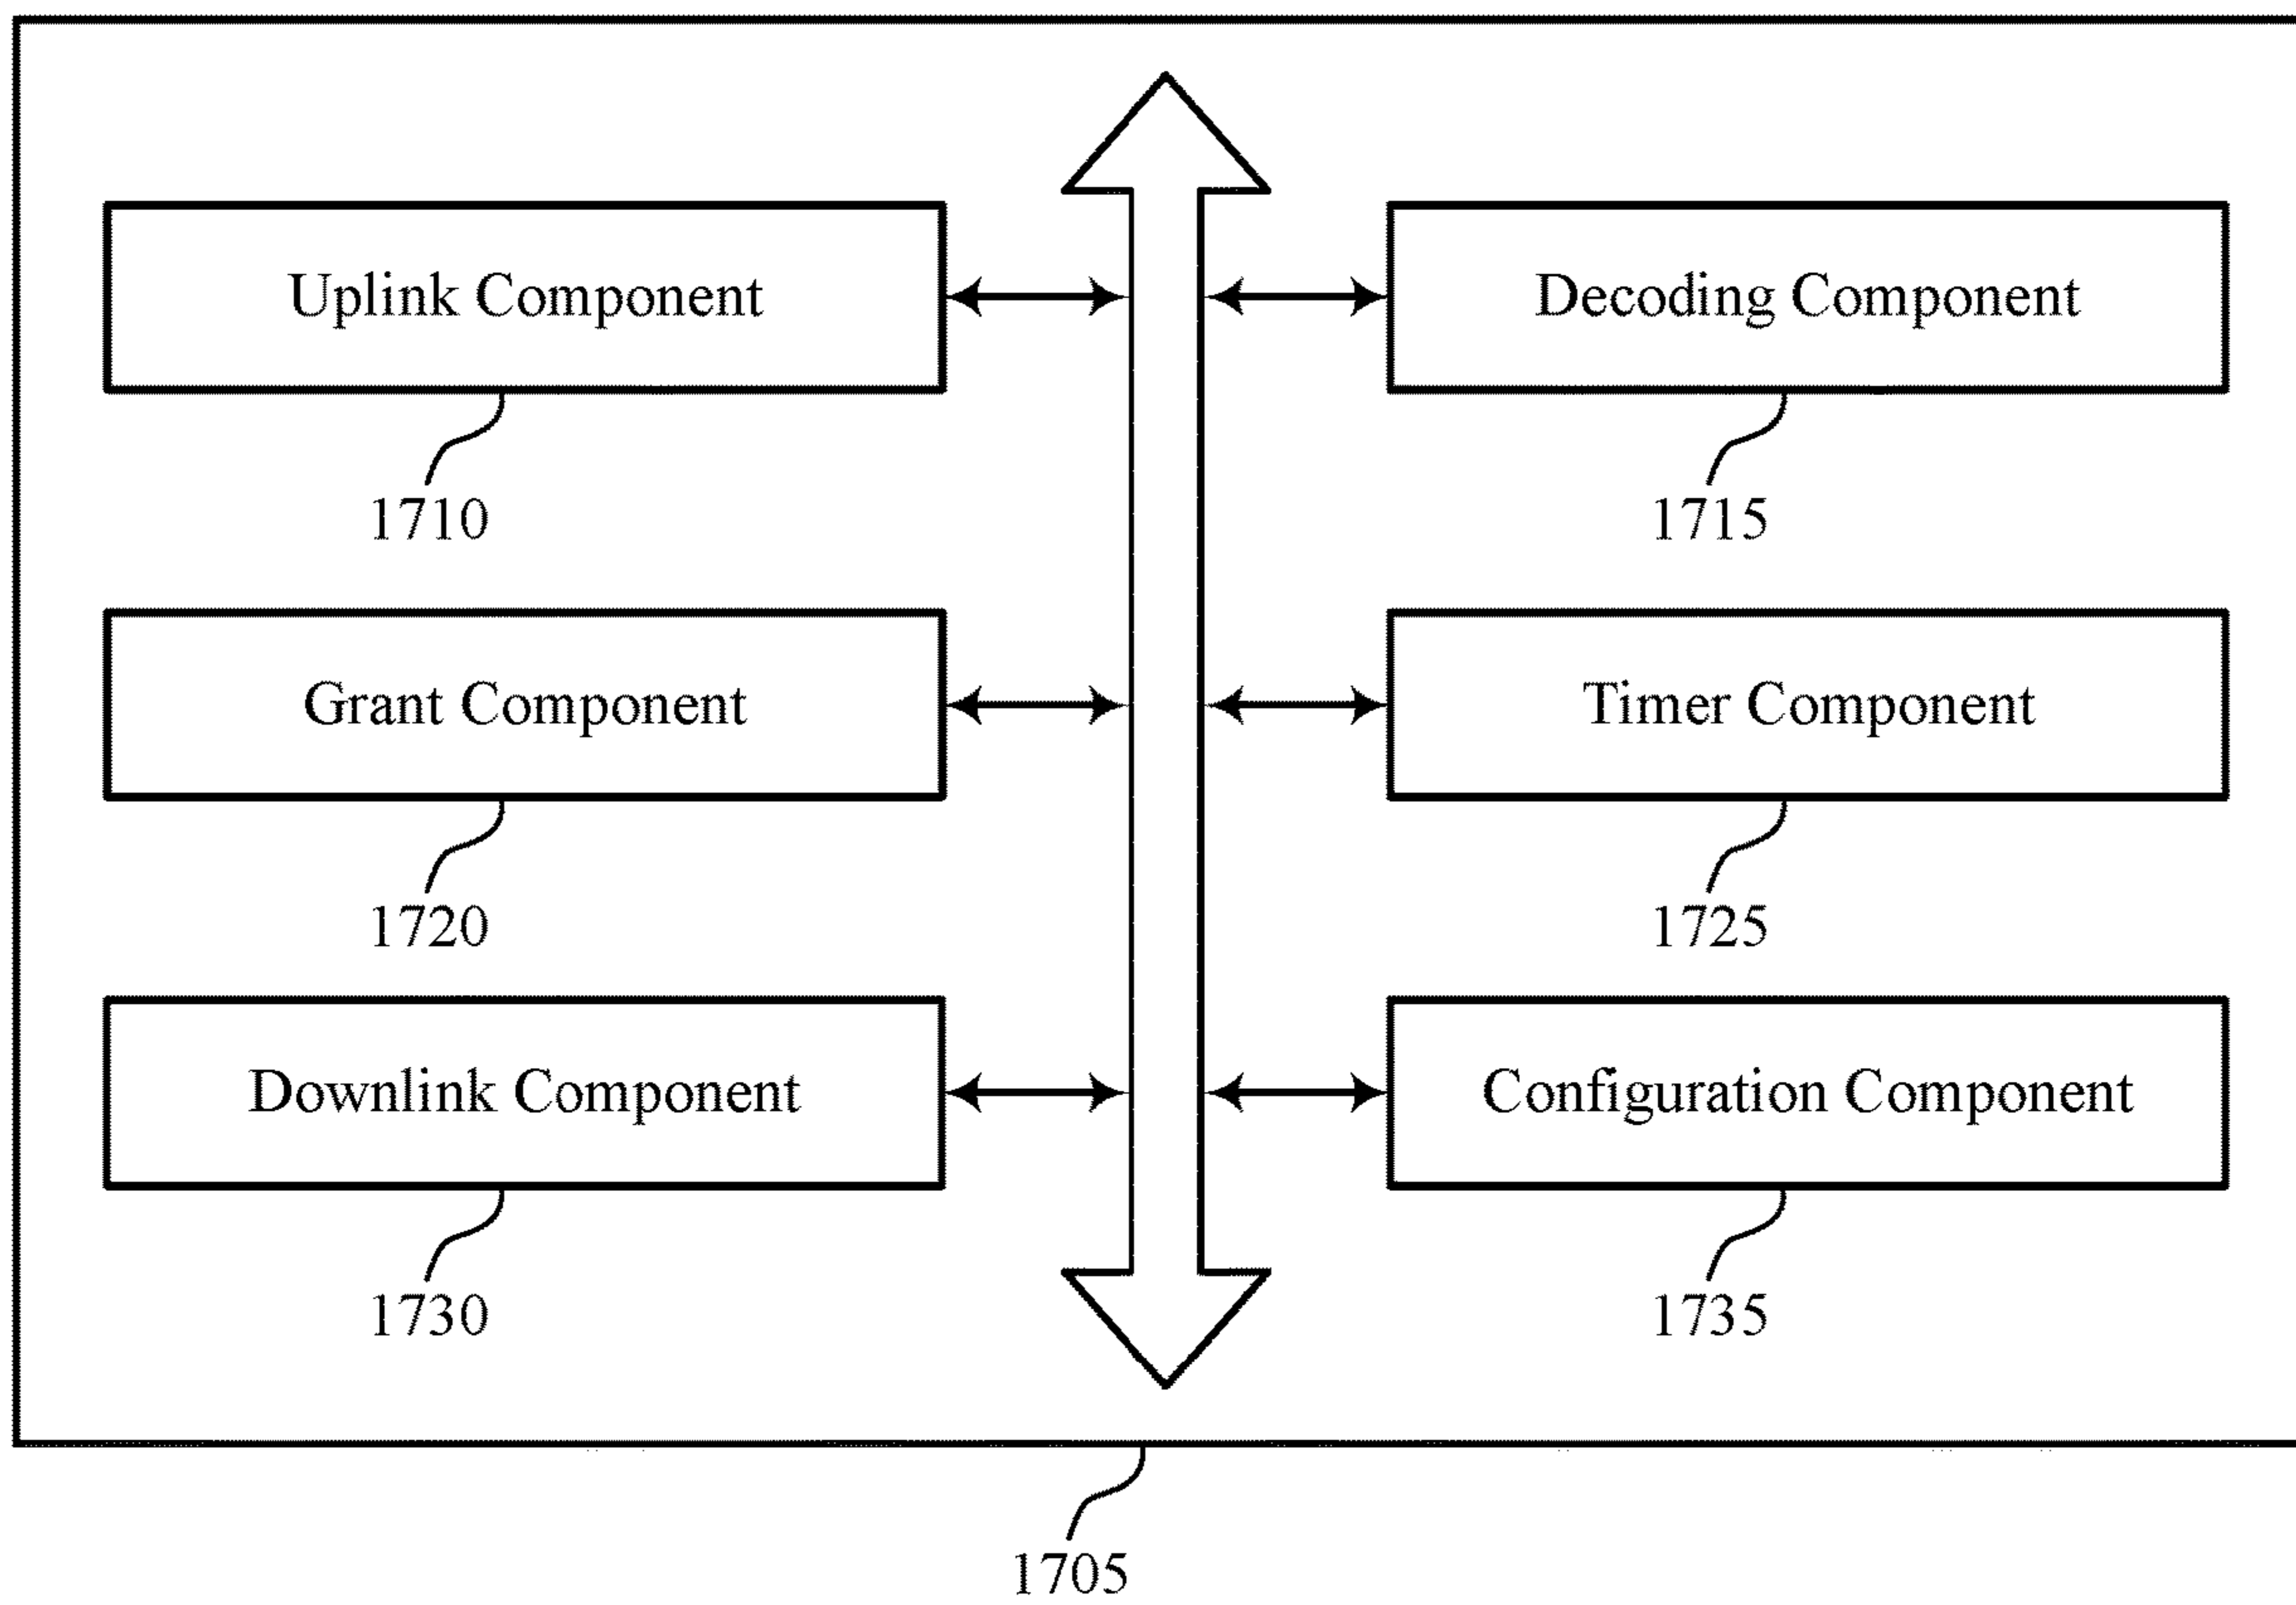 Uplink Component
Decoding Component
1710
1715
Grant Component
Timer Component
1720
1725
Downlink Component
Configuration Component
1730
1735
1705